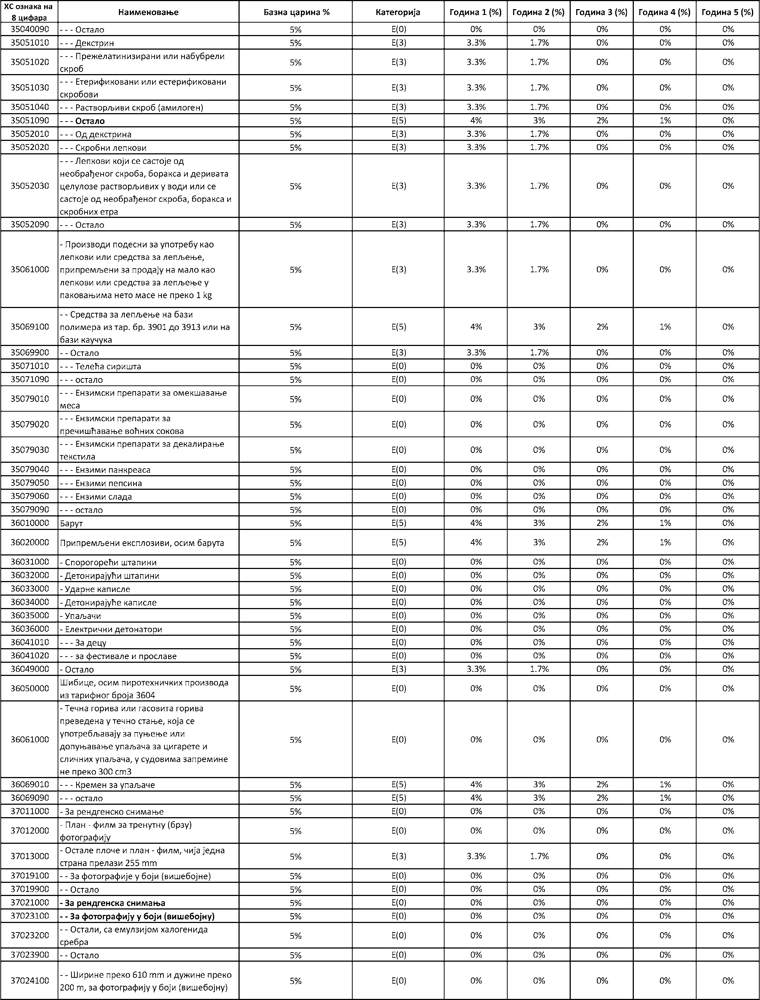 ХС ознака на 8 цифара Наименовање Базна царина % Категорија Година 1 (%) Година 2 (%) Година 3 (%) Година 4 (%) Година 5 (%)
35040090 - - - Остало 5% E(0) 0% 0% 0% 0% 0%
35051010 - - - Декстрин 5% E(3) 3.3% 1.7% 0% 0% 0%
35051020 - - - Прежелатинизирани или набубрели
скроб 5% E(3) 3.3% 1.7% 0% 0% 0%
35051030 - - - Етерификовани или естерификовани
скробови 5% E(3) 3.3% 1.7% 0% 0% 0%
35051040 - - - Растворљиви скроб (амилоген) 5% E(3) 3.3% 1.7% 0% 0% 0%
35051090 - - - Остало 5% E(5) 4% 3% 2% 1% 0%
35052010 - - - Од декстрина 5% E(3) 3.3% 1.7% 0% 0% 0%
35052020 - - - Скробни лепкови 5% E(3) 3.3% 1.7% 0% 0% 0%
35052030 - - - Лепкови који се састоје од
необрађеног скроба, боракса и деривата
целулозе растворљивих у води или се
састоје од необрађеног скроба, боракса и
скробних етра 5% E(3) 3.3% 1.7% 0% 0% 0%
35052090 - - - Остало 5% E(3) 3.3% 1.7% 0% 0% 0%
35061000 - Производи подесни за употребу као
лепкови или средства за лепљење,
припремљени за продају на мало као
лепкови или средства за лепљење у
паковањима нето масе не преко 1 kg 5% E(3) 3.3% 1.7% 0% 0% 0%
35069100 - - Средства за лепљење на бази
полимера из тар. бр. 3901 до 3913 или на
бази каучука 5% E(5) 4% 3% 2% 1% 0%
35069900 - - Остало 5% E(3) 3.3% 1.7% 0% 0% 0%
35071010 - - - Телећа сиришта 5% E(0) 0% 0% 0% 0% 0%
35071090 - - - остало 5% E(0) 0% 0% 0% 0% 0%
35079010 - - - Ензимски препарати за омекшавање
меса 5% E(0) 0% 0% 0% 0% 0%
35079020 - - - Ензимски препарати за
пречишћавање воћних сокова 5% E(0) 0% 0% 0% 0% 0%
35079030 - - - Ензимски препарати за декалирање
текстила 5% E(0) 0% 0% 0% 0% 0%
35079040 - - - Ензими панкреаса 5% E(0) 0% 0% 0% 0% 0%
35079050 - - - Ензими пепсина 5% E(0) 0% 0% 0% 0% 0%
35079060 - - - Ензими слада 5% E(0) 0% 0% 0% 0% 0%
35079090 - - - остало 5% E(0) 0% 0% 0% 0% 0%
36010000 Барут 5% E(5) 4% 3% 2% 1% 0%
36020000 Припремљени експлозиви, осим барута 5% E(5) 4% 3% 2% 1% 0%
36031000 - Спорогорећи штапини 5% E(0) 0% 0% 0% 0% 0%
36032000 - Детонирајући штапини 5% E(0) 0% 0% 0% 0% 0%
36033000 - Ударне каписле 5% E(0) 0% 0% 0% 0% 0%
36034000 - Детонирајуће каписле 5% E(0) 0% 0% 0% 0% 0%
36035000 - Упаљачи 5% E(0) 0% 0% 0% 0% 0%
36036000 - Електрични детонатори 5% E(0) 0% 0% 0% 0% 0%
36041010 - - - За децу 5% E(0) 0% 0% 0% 0% 0%
36041020 - - - за фестивале и прославе 5% E(0) 0% 0% 0% 0% 0%
36049000 - Остало 5% E(3) 3.3% 1.7% 0% 0% 0%
36050000 Шибице, осим пиротехничких производа
из тарифног броја 3604 5% E(0) 0% 0% 0% 0% 0%
36061000 - Течна горива или гасовита горива
преведена у течно стање, која се
употребљавају за пуњење или
допуњавање упаљача за цигарете и
сличних упаљача, у судовима запремине
не преко 300 cm3 5% E(0) 0% 0% 0% 0% 0%
36069010 - - - Кремен за упаљаче 5% E(5) 4% 3% 2% 1% 0%
36069090 - - - остало 5% E(5) 4% 3% 2% 1% 0%
37011000 - За рендгенско снимање 5% E(0) 0% 0% 0% 0% 0%
37012000 - План - филм за тренутну (брзу)
фотографију 5% E(0) 0% 0% 0% 0% 0%
37013000 - Остале плоче и план - филм, чија једна
страна прелази 255 mm 5% E(3) 3.3% 1.7% 0% 0% 0%
37019100 - - За фотографије у боји (вишебојне) 5% E(0) 0% 0% 0% 0% 0%
37019900 - - Остало 5% E(0) 0% 0% 0% 0% 0%
37021000 - За рендгенска снимања 5% E(0) 0% 0% 0% 0% 0%
37023100 - - За фотографију у боји (вишебојну) 5% E(0) 0% 0% 0% 0% 0%
37023200 - - Остали, са емулзијом халогенида
сребра 5% E(0) 0% 0% 0% 0% 0%
37023900 - - Остало 5% E(0) 0% 0% 0% 0% 0%
37024100 - - Ширине преко 610 mm и дужине преко
200 m, за фотографију у боји (вишебојну) 5% E(0) 0% 0% 0% 0% 0%